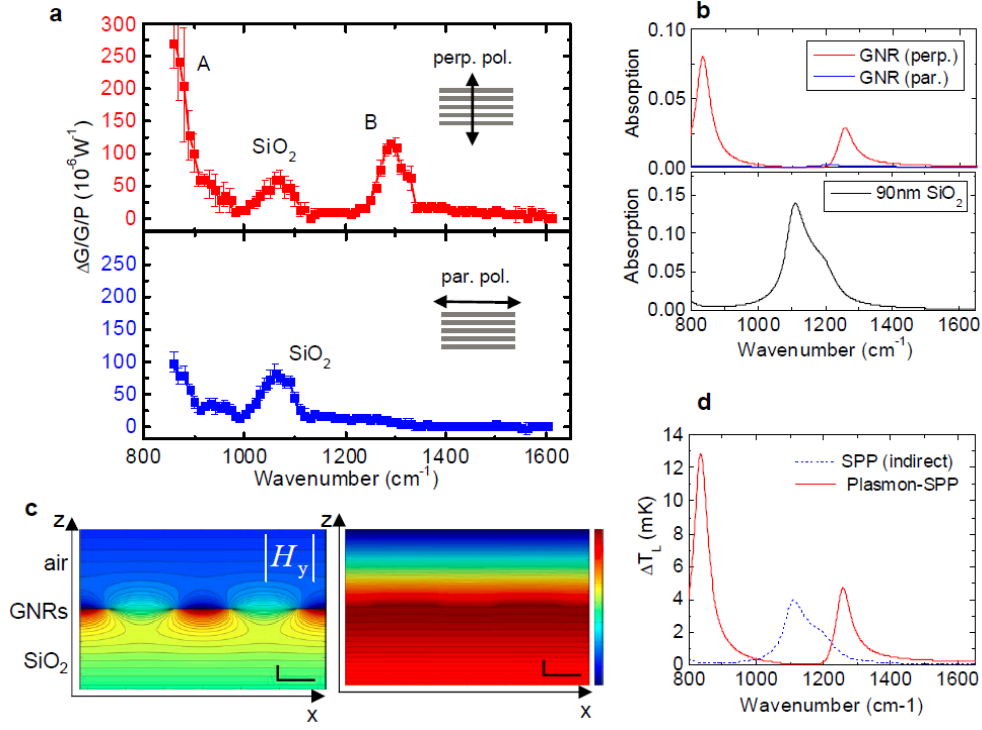 a
300
250
200
150
100
50
0
A
SiO2
B
perp. pol.
250
200
150
100
50
0
par. pol.
SiO2
ΔG/G/P (10-6W-1)
800 1000 1200 1400 1600
Wavenumber (cm-1)
b
0.10
0.05
0.00
Absorption
GNR (perp.)
GNR (par.)
0.15
0.10
0.05
0.00
Absorption
90nm SiO2
800 1000 1200 1400 1600
Wavenumber (cm-1)
c
z
air
GNRs
SiO2
|Hy|
x
z
x
d
14
12
10
8
6
4
2
0
ΔTL (mK)
SPP (indirect)
Plasmon-SPP
800 1000 1200 1400 1600
Wavenumber (cm-1)